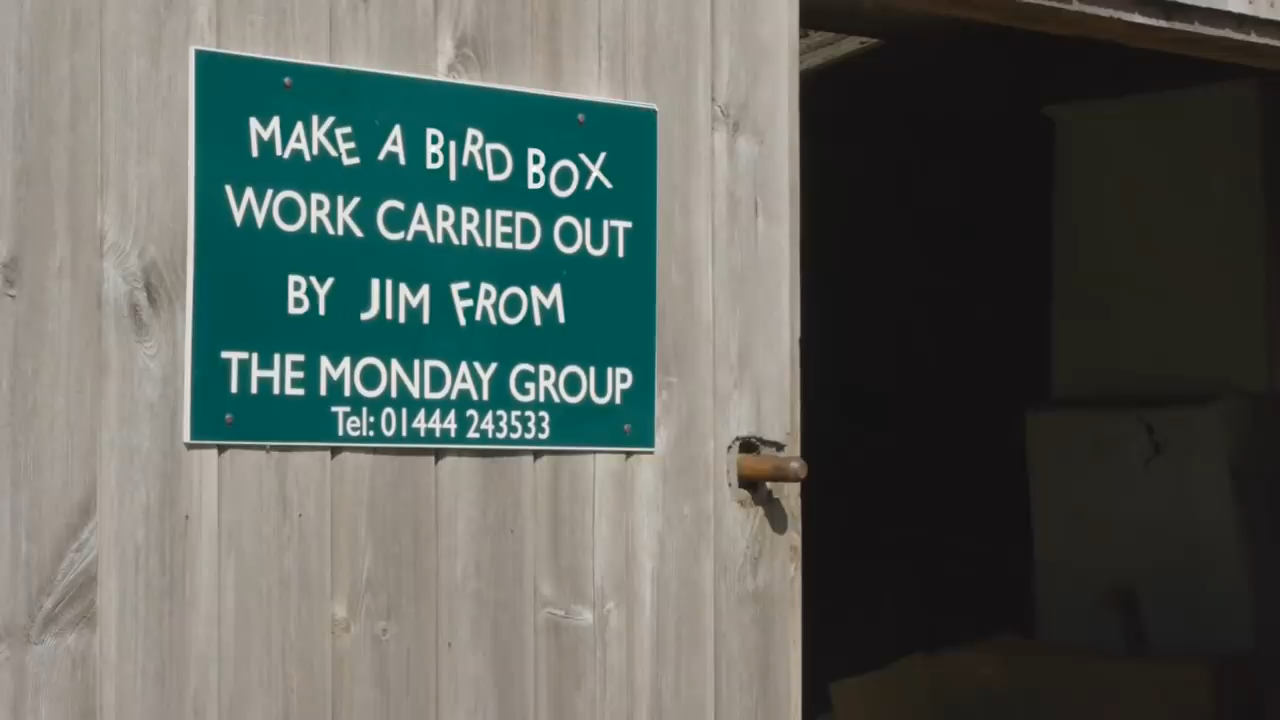 MAKE A BIRD BOX
WORK CARRIED OUT
BY JIM FROM
THE MONDAY GROUP
Tel: 01444 243533